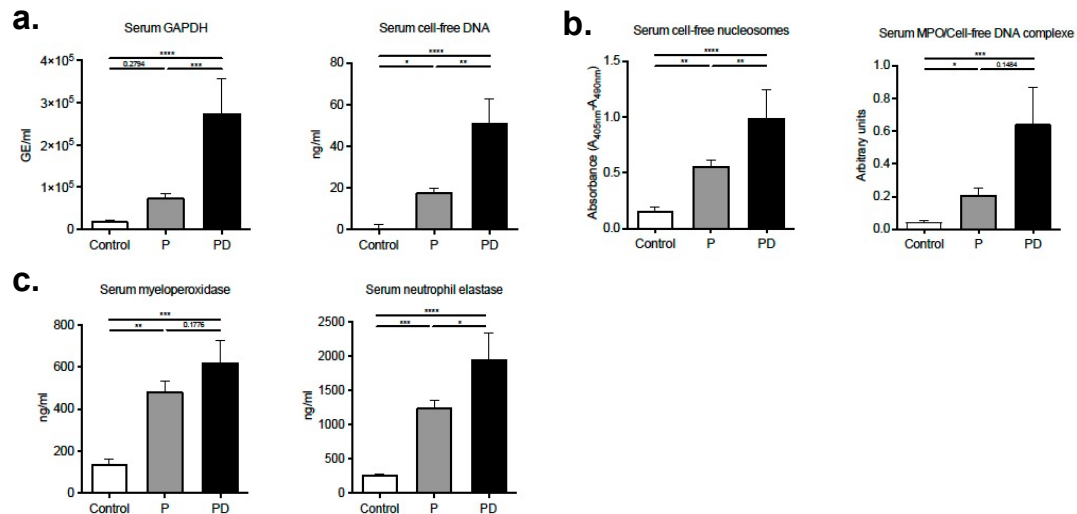 a.
Serum GAPDH
****
0.2794
***
4×10⁵
3×10⁵
2×10⁵
1×10⁵
0
GE/ml
Control P PD
Serum cell-free DNA
****
*
**
80
60
40
20
0
ng/ml
Control P PD
b.
Serum cell-free nucleosomes
****
**
**
1.5
1.0
0.5
0.0
Absorbance (A405nm-A490nm)
Control P PD
Serum MPO/Cell-free DNA complexe
***
*
0.1484
1.0
0.8
0.6
0.4
0.2
0.0
Arbitrary units
Control P PD
c.
Serum myeloperoxidase
***
**
0.1776
800
600
400
200
0
ng/ml
Control P PD
Serum neutrophil elastase
****
***
*
2500
2000
1500
1000
500
0
ng/ml
Control P PD